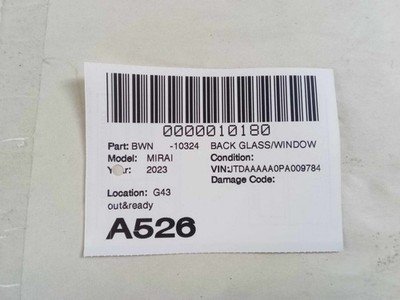 0000010180
Part: BWN -10324 BACK GLASS/WINDOW
Model: MIRAI Condition:
Year: 2023 VIN:JTDAAAAA0PA009784
Damage Code:
Location: G43
out&ready
A526